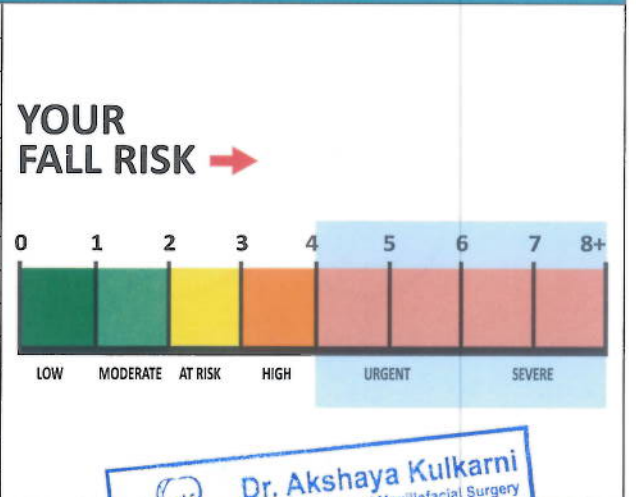 YOUR
FALL RISK
0 1 2 3 4 5 6 7 8+
LOW MODERATE AT RISK HIGH URGENT SEVERE
Dr. Akshaya Kulkarni
Maxillofacial Surgery